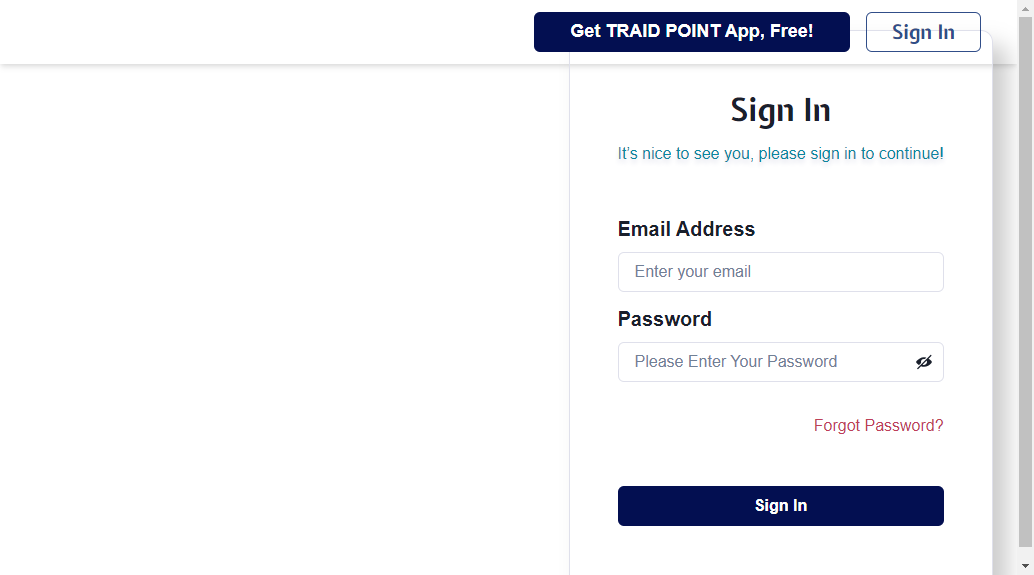 Get TRAID POINT App, Free!
Sign In
Sign In
It's nice to see you, please sign in to continue!
Email Address
Enter your email
Password
Please Enter Your Password
Forgot Password?
Sign In